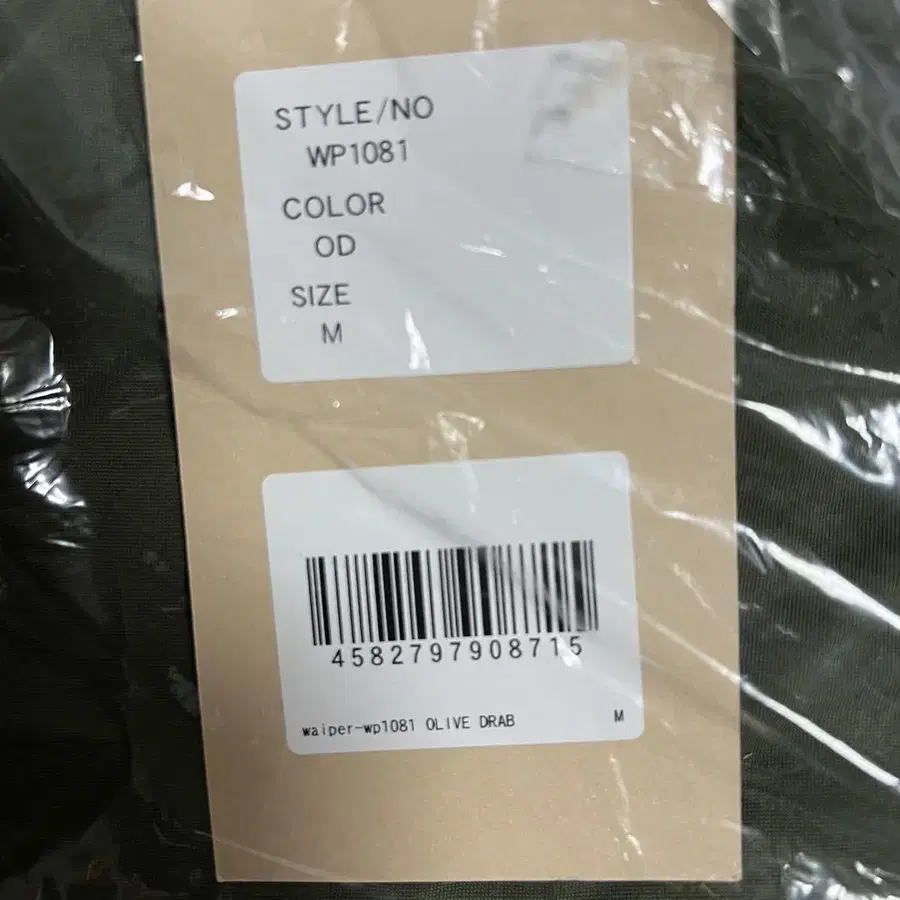 STYLE/NO
WP1081
COLOR
OD
SIZE
M
4582797908715
waiper-wp1081 OLIVE DRAB M